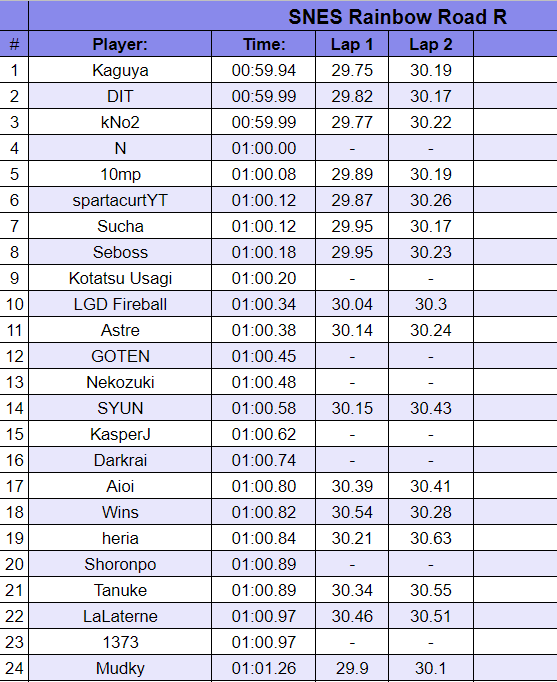 SNES Rainbow Road R
# Player: Time: Lap 1 Lap 2
1 Kaguya 00:59.94 29.75 30.19
2 DIT 00:59.99 29.82 30.17
3 kNo2 00:59.99 29.77 30.22
4 N 01:00.00 - -
5 10mp 01:00.08 29.89 30.19
6 spartacurtYT 01:00.12 29.87 30.26
7 Sucha 01:00.12 29.95 30.17
8 Seboss 01:00.18 29.95 30.23
9 Kotatsu Usagi 01:00.20 - -
10 LGD Fireball 01:00.34 30.04 30.3
11 Astre 01:00.38 30.14 30.24
12 GOTEN 01:00.45 - -
13 Nekozuki 01:00.48 - -
14 SYUN 01:00.58 30.15 30.43
15 KasperJ 01:00.62 - -
16 Darkrai 01:00.74 - -
17 Aioi 01:00.80 30.39 30.41
18 Wins 01:00.82 30.54 30.28
19 heria 01:00.84 30.21 30.63
20 Shoronpo 01:00.89 - -
21 Tanuke 01:00.89 30.34 30.55
22 LaLaterne 01:00.97 30.46 30.51
23 1373 01:00.97 - -
24 Mudky 01:01.26 29.9 30.1